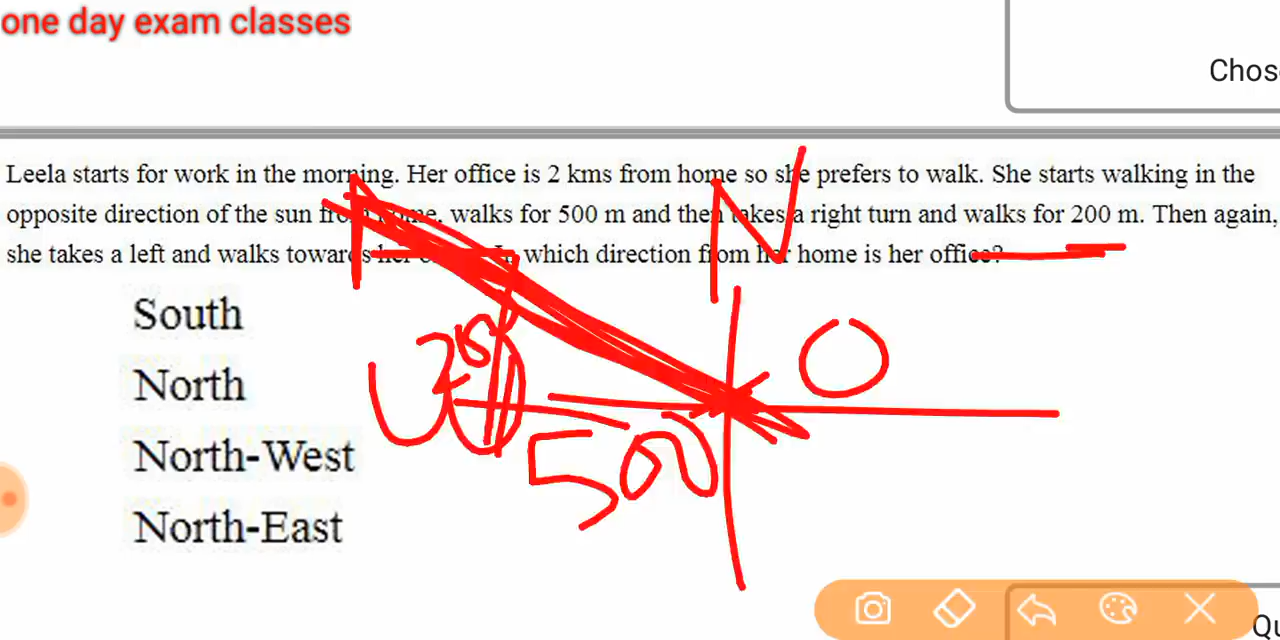 one day exam classes
Chos
Leela starts for work in the morning. Her office is 2 kms from home so she prefers to walk. She starts walking in the
opposite direction of the sun from home, walks for 500 m and then takes a right turn and walks for 200 m. Then again,
she takes a left and walks towards her In which direction from her home is her office?
N
South
O
North
500
North-West
North-East
Qu